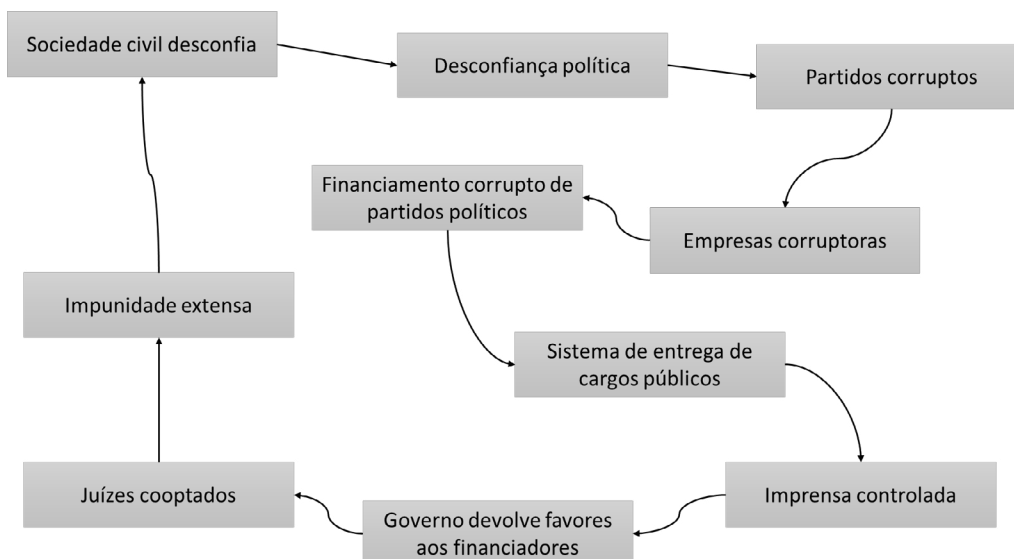 Sociedade civil desconfia
Desconfiança política
Partidos corruptos
Financiamento corrupto de
partidos políticos
Empresas corruptoras
Impunidade extensa
Sistema de entrega de
cargos públicos
Juízes cooptados
Governo devolve favores
aos financiadores
Imprensa controlada